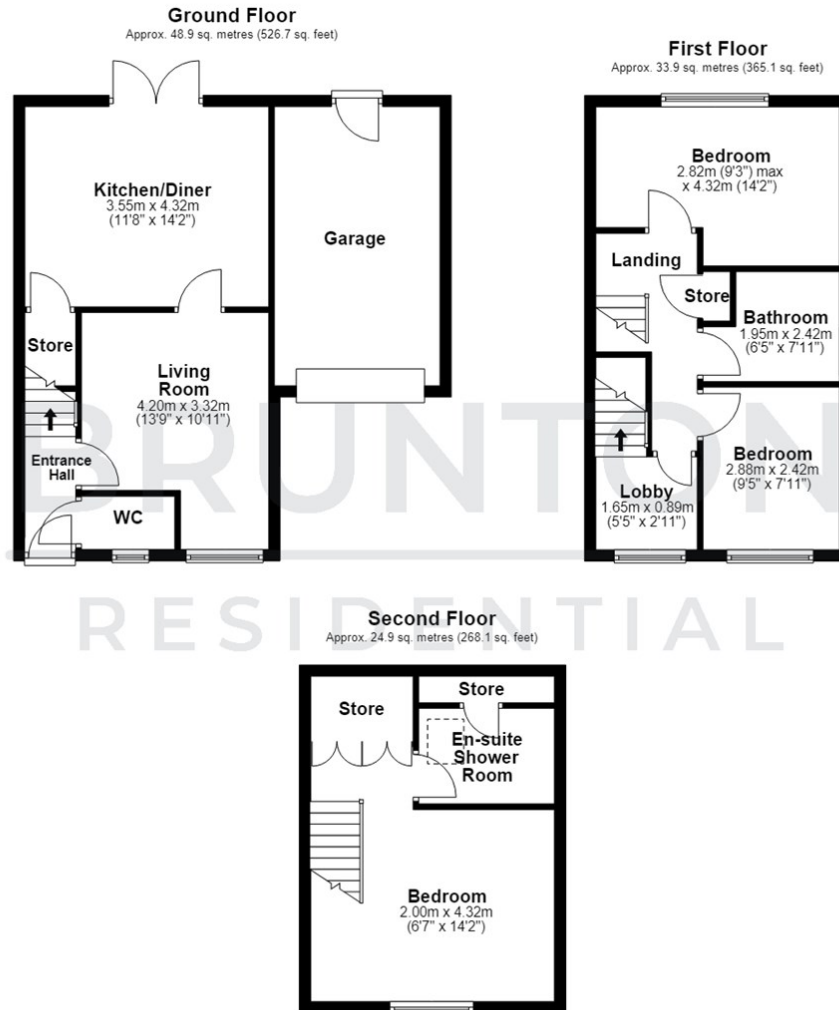 Ground Floor
Approx. 48.9 sq. metres (526.7 sq. feet)
Kitchen/Diner
3.55m x 4.32m
(11'8" x 14'2")
Garage
Store
Living
Room
4.20m x 3.32m
(13'9" x 10'11")
Entrance
Hall
WC
First Floor
Approx. 33.9 sq. metres (365.1 sq. feet)
Bedroom
2.82m (9'3") max
x 4.32m (14'2")
Landing
Store
Bathroom
1.95m x 2.42m
(6'5" x 7'11")
Bedroom
2.88m x 2.42m
(9'5" x 7'11")
Lobby
1.65m x 0.89m
(5'5" x 2'11")
BRUNTON
RESIDENTIAL
Second Floor
Approx. 24.9 sq. metres (268.1 sq. feet)
Store
Store
En-suite
Shower
Room
Bedroom
2.00m x 4.32m
(6'7" x 14'2")